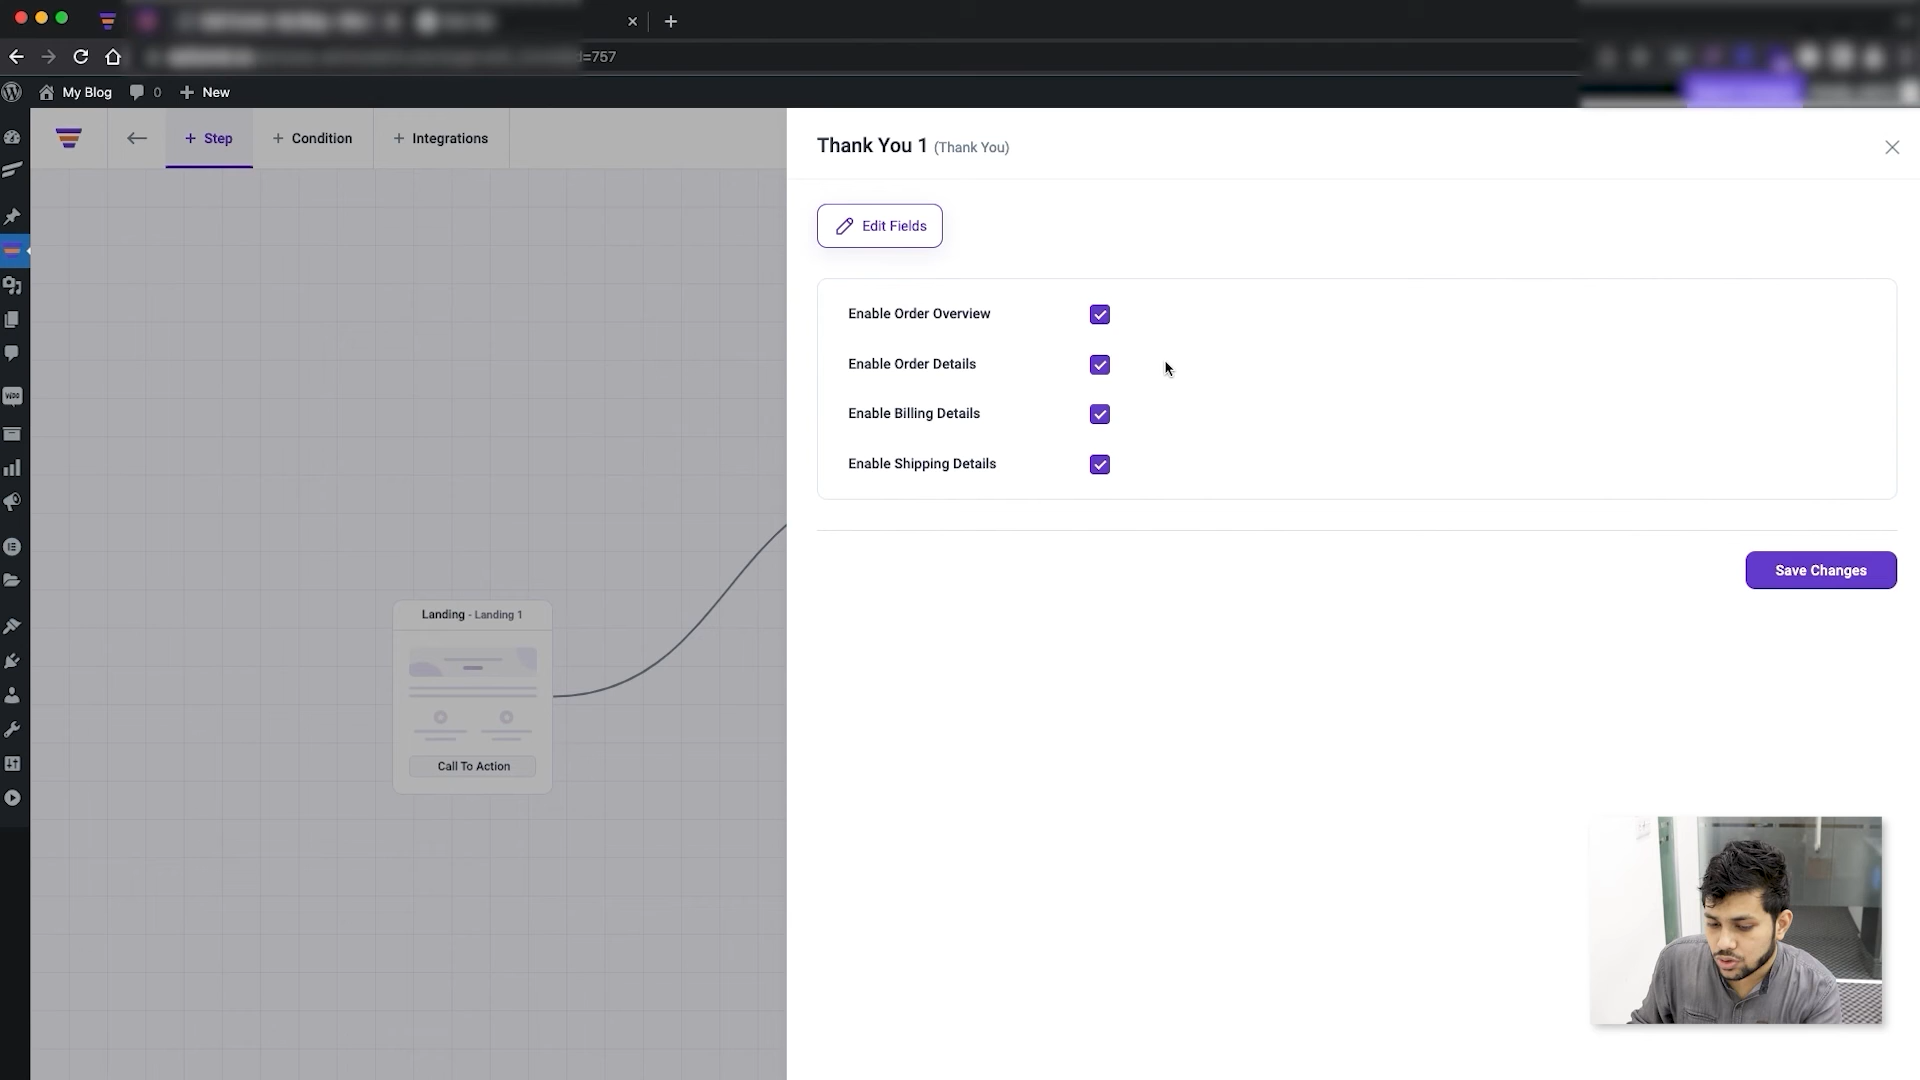 =757
My Blog
0
New
Step
Condition
Integrations
Thank You 1 (Thank You)
Edit Fields
Enable Order Overview
Enable Order Details
Enable Billing Details
Enable Shipping Details
Save Changes
Landing - Landing 1
Call To Action
woo